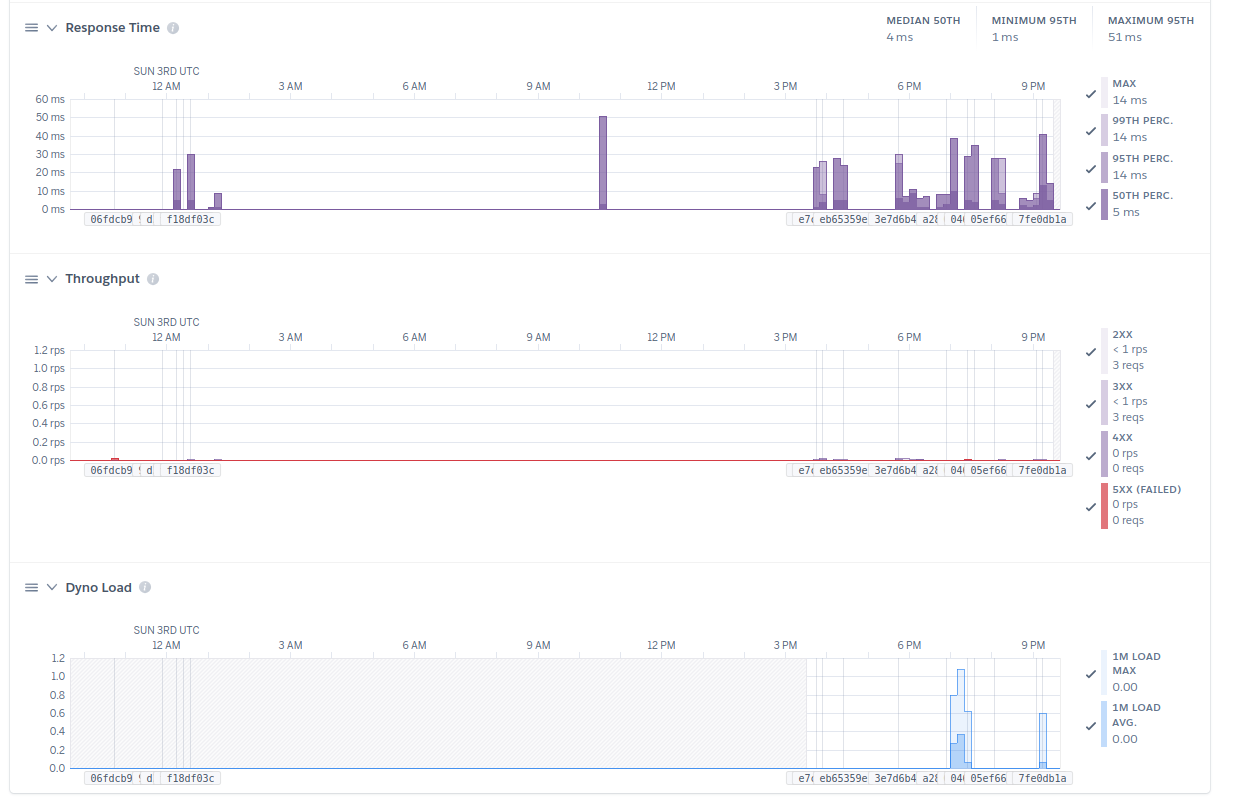 Response Time
MEDIAN 50TH
4 ms
MINIMUM 95TH
1 ms
MAXIMUM 95TH
51 ms
SUN 3RD UTC
12 AM 3 AM 6 AM 9 AM 12 PM 3 PM 6 PM 9 PM
60 ms
50 ms
40 ms
30 ms
20 ms
10 ms
0 ms
06fdcb9 d f18df03c e7c eb65359e 3e7d6b4 a28 04 05ef66 7fe0db1a
MAX
14 ms
99TH PERC.
14 ms
95TH PERC.
14 ms
50TH PERC.
5 ms
Throughput
SUN 3RD UTC
12 AM 3 AM 6 AM 9 AM 12 PM 3 PM 6 PM 9 PM
1.2 rps
1.0 rps
0.8 rps
0.6 rps
0.4 rps
0.2 rps
0.0 rps
06fdcb9 d f18df03c e7c eb65359e 3e7d6b4 a28 04 05ef66 7fe0db1a
2XX
< 1 rps
3 reqs
3XX
< 1 rps
3 reqs
4XX
0 rps
0 reqs
5XX (FAILED)
0 rps
0 reqs
Dyno Load
SUN 3RD UTC
12 AM 3 AM 6 AM 9 AM 12 PM 3 PM 6 PM 9 PM
1.2
1.0
0.8
0.6
0.4
0.2
0.0
06fdcb9 d f18df03c e7c eb65359e 3e7d6b4 a28 04 05ef66 7fe0db1a
1M LOAD
MAX
0.00
1M LOAD
AVG.
0.00